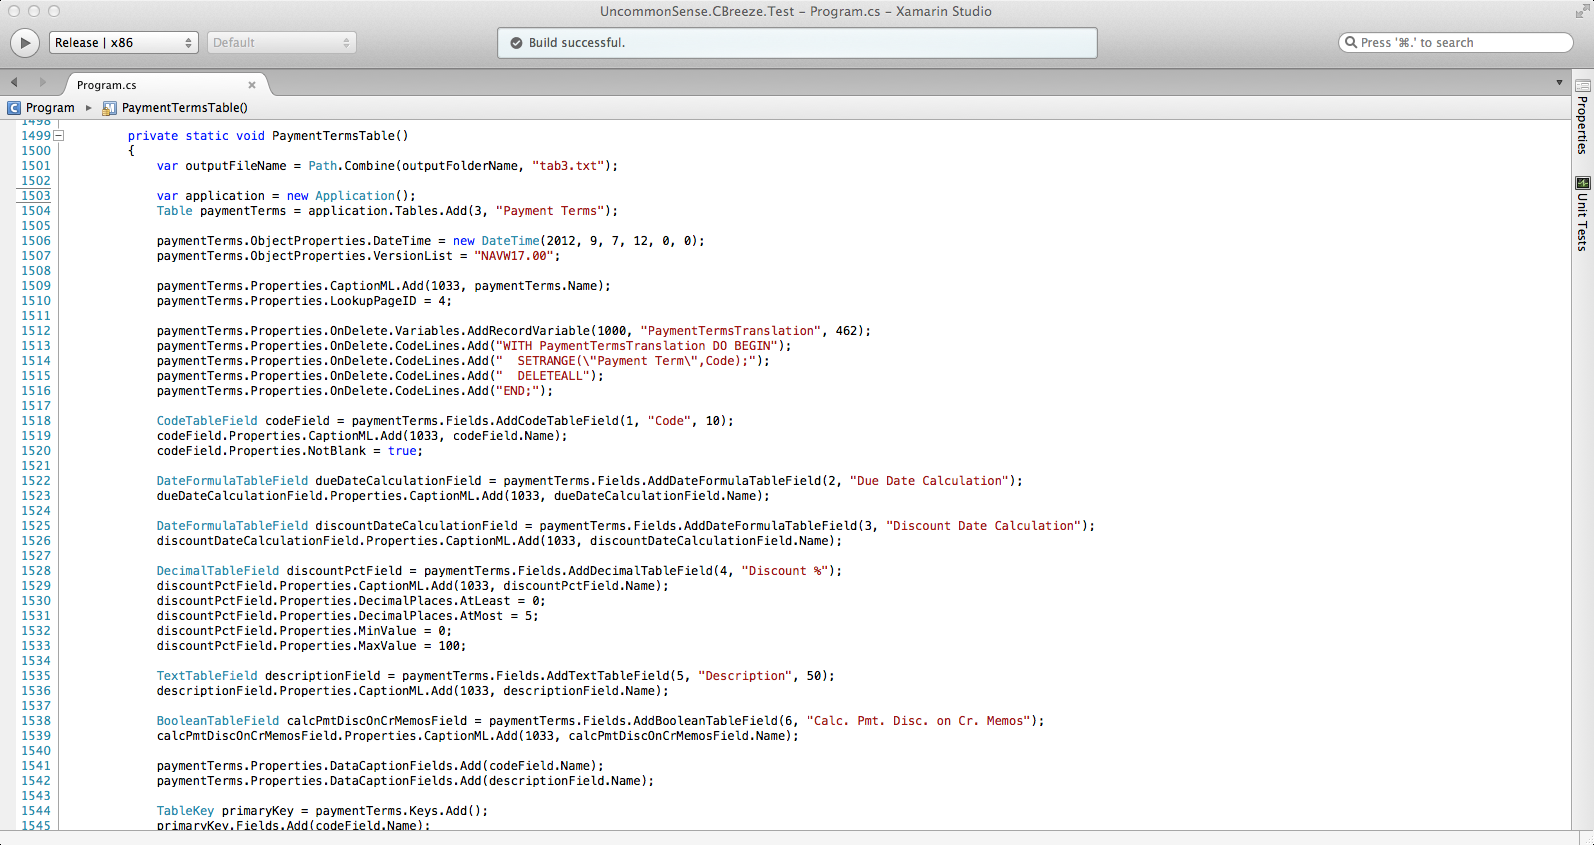 UncommonSense.CBreeze.Test – Program.cs – Xamarin Studio
Release | x86
Default
Build successful.
Press '⌘.' to search
Program.cs
Program ▸ PaymentTermsTable()
1498
1499 private static void PaymentTermsTable()
1500 {
1501 var outputFileName = Path.Combine(outputFolderName, "tab3.txt");
1502
1503 var application = new Application();
1504 Table paymentTerms = application.Tables.Add(3, "Payment Terms");
1505
1506 paymentTerms.ObjectProperties.DateTime = new DateTime(2012, 9, 7, 12, 0, 0);
1507 paymentTerms.ObjectProperties.VersionList = "NAVW17.00";
1508
1509 paymentTerms.Properties.CaptionML.Add(1033, paymentTerms.Name);
1510 paymentTerms.Properties.LookupPageID = 4;
1511
1512 paymentTerms.Properties.OnDelete.Variables.AddRecordVariable(1000, "PaymentTermsTranslation", 462);
1513 paymentTerms.Properties.OnDelete.CodeLines.Add("WITH PaymentTermsTranslation DO BEGIN");
1514 paymentTerms.Properties.OnDelete.CodeLines.Add("  SETRANGE(\"Payment Term\",Code);");
1515 paymentTerms.Properties.OnDelete.CodeLines.Add("  DELETEALL");
1516 paymentTerms.Properties.OnDelete.CodeLines.Add("END;");
1517
1518 CodeTableField codeField = paymentTerms.Fields.AddCodeTableField(1, "Code", 10);
1519 codeField.Properties.CaptionML.Add(1033, codeField.Name);
1520 codeField.Properties.NotBlank = true;
1521
1522 DateFormulaTableField dueDateCalculationField = paymentTerms.Fields.AddDateFormulaTableField(2, "Due Date Calculation");
1523 dueDateCalculationField.Properties.CaptionML.Add(1033, dueDateCalculationField.Name);
1524
1525 DateFormulaTableField discountDateCalculationField = paymentTerms.Fields.AddDateFormulaTableField(3, "Discount Date Calculation");
1526 discountDateCalculationField.Properties.CaptionML.Add(1033, discountDateCalculationField.Name);
1527
1528 DecimalTableField discountPctField = paymentTerms.Fields.AddDecimalTableField(4, "Discount %");
1529 discountPctField.Properties.CaptionML.Add(1033, discountPctField.Name);
1530 discountPctField.Properties.DecimalPlaces.AtLeast = 0;
1531 discountPctField.Properties.DecimalPlaces.AtMost = 5;
1532 discountPctField.Properties.MinValue = 0;
1533 discountPctField.Properties.MaxValue = 100;
1534
1535 TextTableField descriptionField = paymentTerms.Fields.AddTextTableField(5, "Description", 50);
1536 descriptionField.Properties.CaptionML.Add(1033, descriptionField.Name);
1537
1538 BooleanTableField calcPmtDiscOnCrMemosField = paymentTerms.Fields.AddBooleanTableField(6, "Calc. Pmt. Disc. on Cr. Memos");
1539 calcPmtDiscOnCrMemosField.Properties.CaptionML.Add(1033, calcPmtDiscOnCrMemosField.Name);
1540
1541 paymentTerms.Properties.DataCaptionFields.Add(codeField.Name);
1542 paymentTerms.Properties.DataCaptionFields.Add(descriptionField.Name);
1543
1544 TableKey primaryKey = paymentTerms.Keys.Add();
1545 primaryKey.Fields.Add(codeField.Name);
Properties
Unit Tests